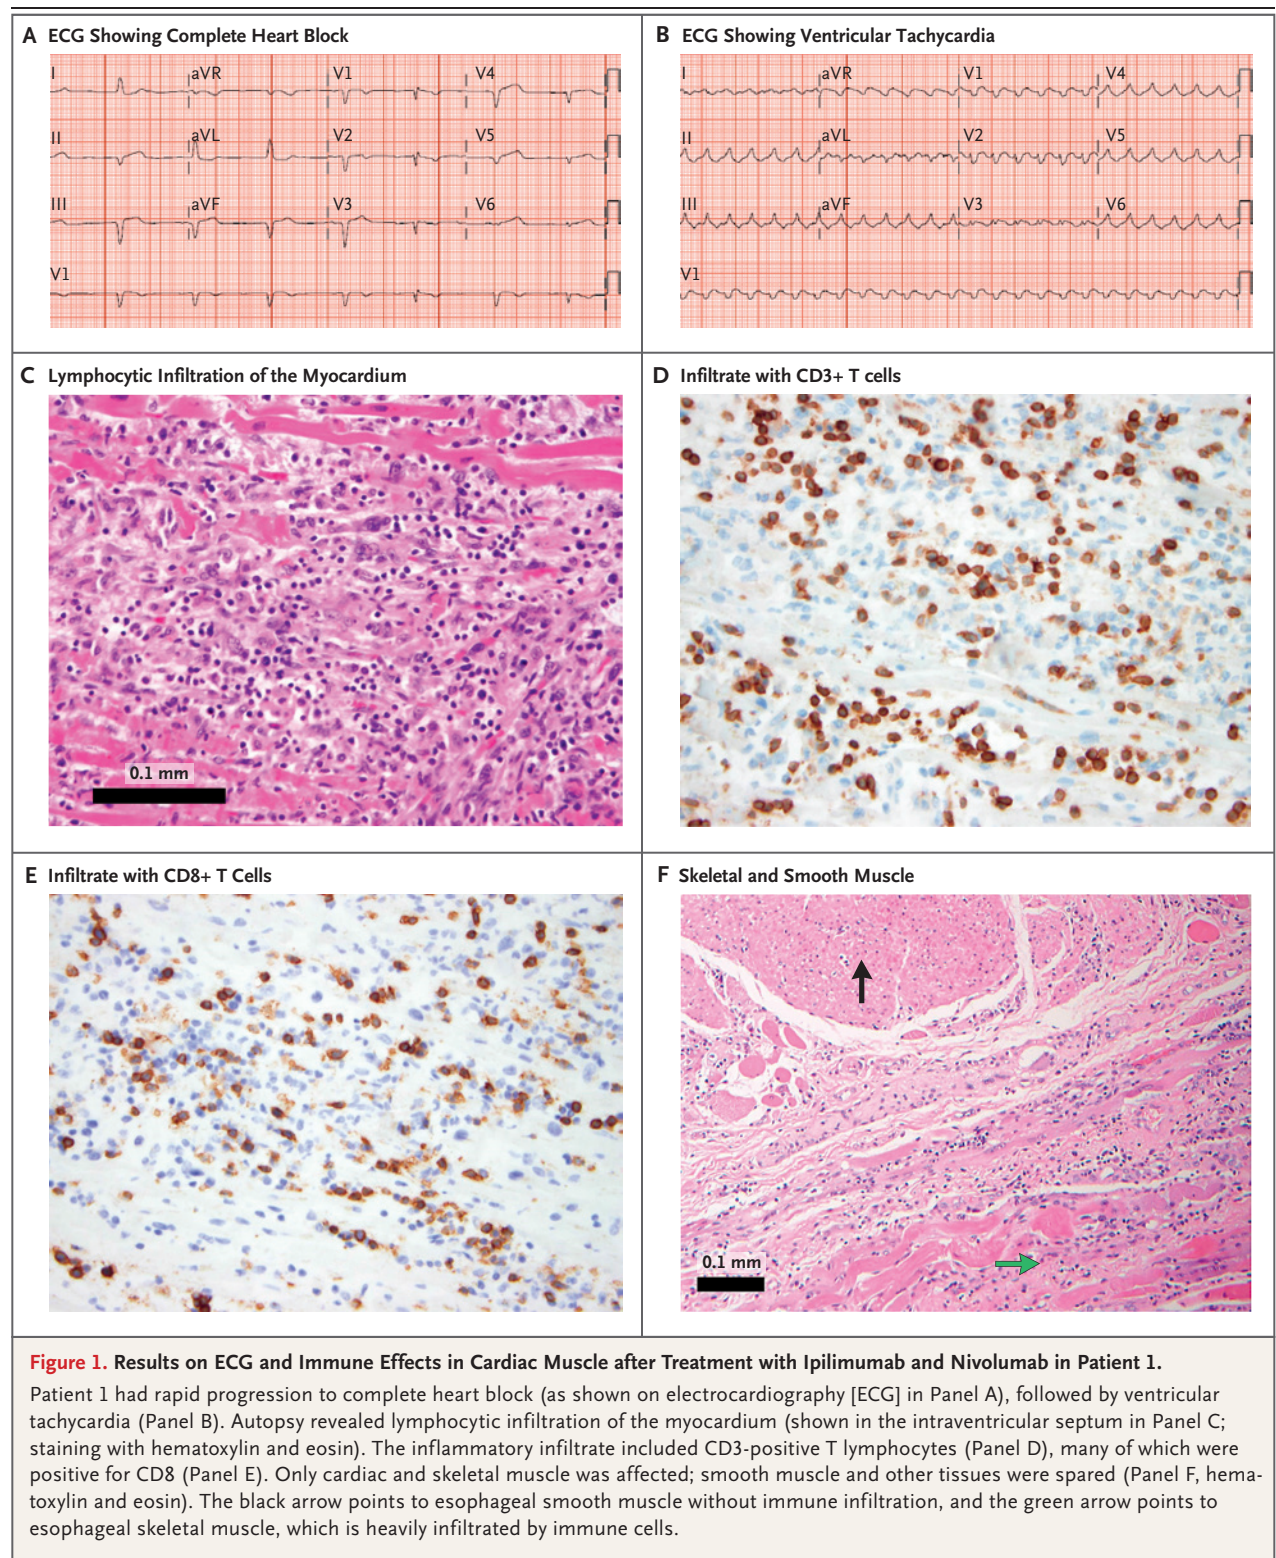 A ECG Showing Complete Heart Block
I aVR V1 V4
II aVL V2 V5
III aVF V3 V6
V1
B ECG Showing Ventricular Tachycardia
I aVR V1 V4
II aVL V2 V5
III aVF V3 V6
V1
C Lymphocytic Infiltration of the Myocardium
0.1 mm
D Infiltrate with CD3+ T cells
E Infiltrate with CD8+ T Cells
F Skeletal and Smooth Muscle
0.1 mm
Figure 1. Results on ECG and Immune Effects in Cardiac Muscle after Treatment with Ipilimumab and Nivolumab in Patient 1.
Patient 1 had rapid progression to complete heart block (as shown on electrocardiography [ECG] in Panel A), followed by ventricular
tachycardia (Panel B). Autopsy revealed lymphocytic infiltration of the myocardium (shown in the intraventricular septum in Panel C;
staining with hematoxylin and eosin). The inflammatory infiltrate included CD3-positive T lymphocytes (Panel D), many of which were
positive for CD8 (Panel E). Only cardiac and skeletal muscle was affected; smooth muscle and other tissues were spared (Panel F, hema-
toxylin and eosin). The black arrow points to esophageal smooth muscle without immune infiltration, and the green arrow points to
esophageal skeletal muscle, which is heavily infiltrated by immune cells.